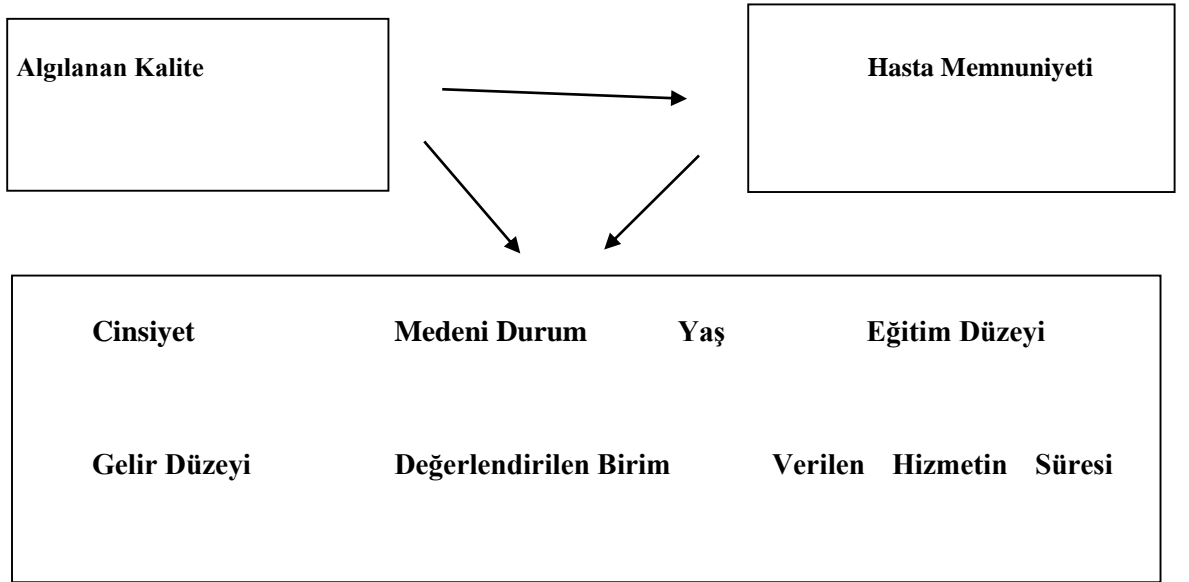 Algılanan Kalite
Hasta Memnuniyeti
Cinsiyet Medeni Durum Yaş Eğitim Düzeyi
Gelir Düzeyi Değerlendirilen Birim Verilen Hizmetin Süresi